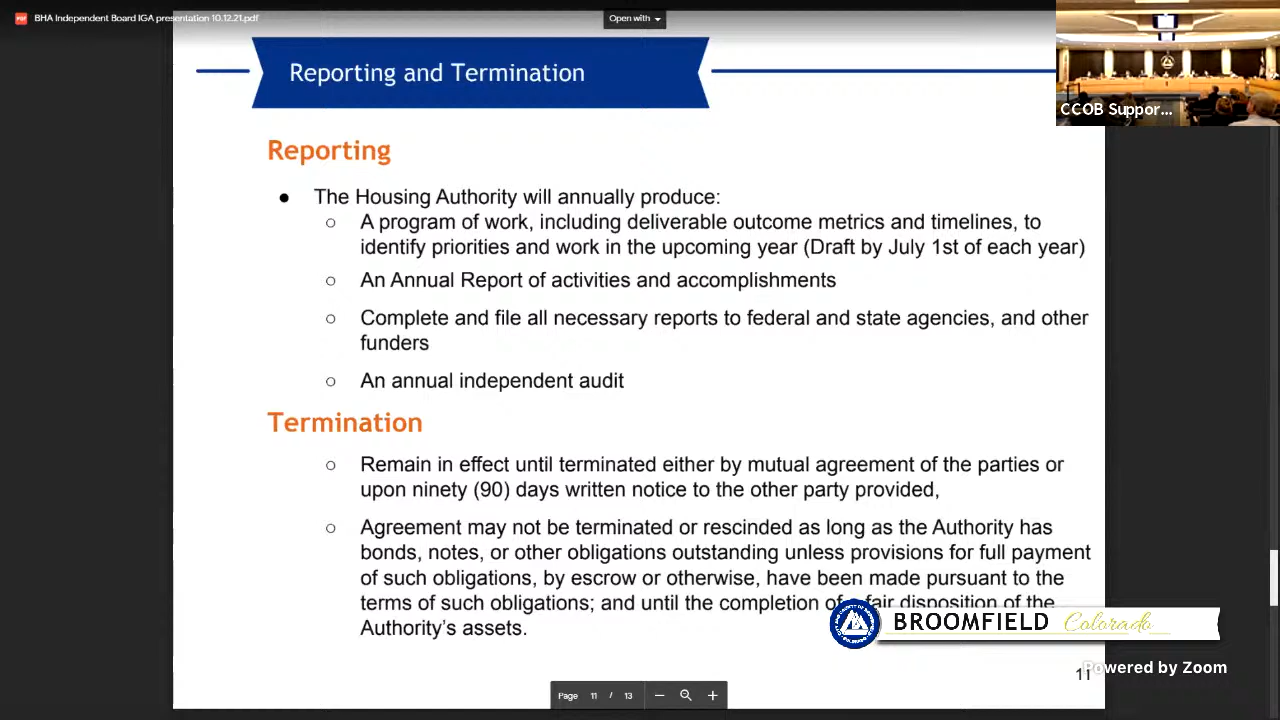 PDF
BHA Independent Board IGA presentation 10.12.21.pdf
Open with
CCOB Suppor...
Reporting and Termination
Reporting
● The Housing Authority will annually produce:
○ A program of work, including deliverable outcome metrics and timelines, to
identify priorities and work in the upcoming year (Draft by July 1st of each year)
○ An Annual Report of activities and accomplishments
○ Complete and file all necessary reports to federal and state agencies, and other
funders
○ An annual independent audit
Termination
○ Remain in effect until terminated either by mutual agreement of the parties or
upon ninety (90) days written notice to the other party provided,
○ Agreement may not be terminated or rescinded as long as the Authority has
bonds, notes, or other obligations outstanding unless provisions for full payment
of such obligations, by escrow or otherwise, have been made pursuant to the
terms of such obligations; and until the completion of fair disposition of the
Authority's assets.
BROOMFIELD Colorado
11
Powered by Zoom
Page 11 / 13